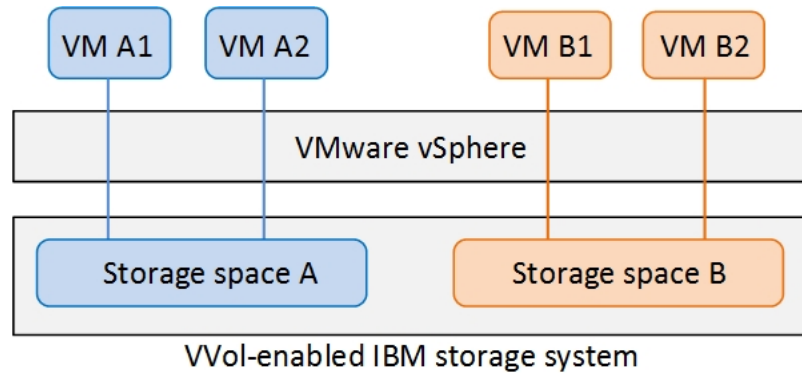 VM A1
VM A2
VM B1
VM B2
VMware vSphere
Storage space A
Storage space B
VVol-enabled IBM storage system